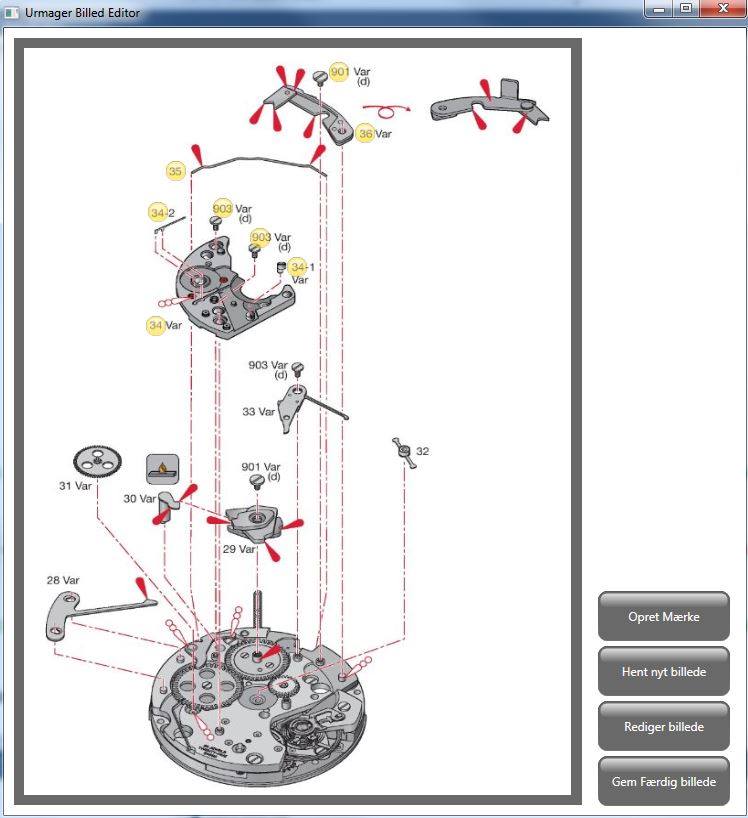 Urmager Billed Editor
901 Var
(d)
36 Var
35
34-2
903 Var
(d)
903 Var
(d)
34-1
Var
34 Var
903 Var
(d)
33 Var
32
31 Var
901 Var
(d)
30 Var
29 Var
28 Var
Opret Mærke
Hent nyt billede
Rediger billede
Gem Færdig billede